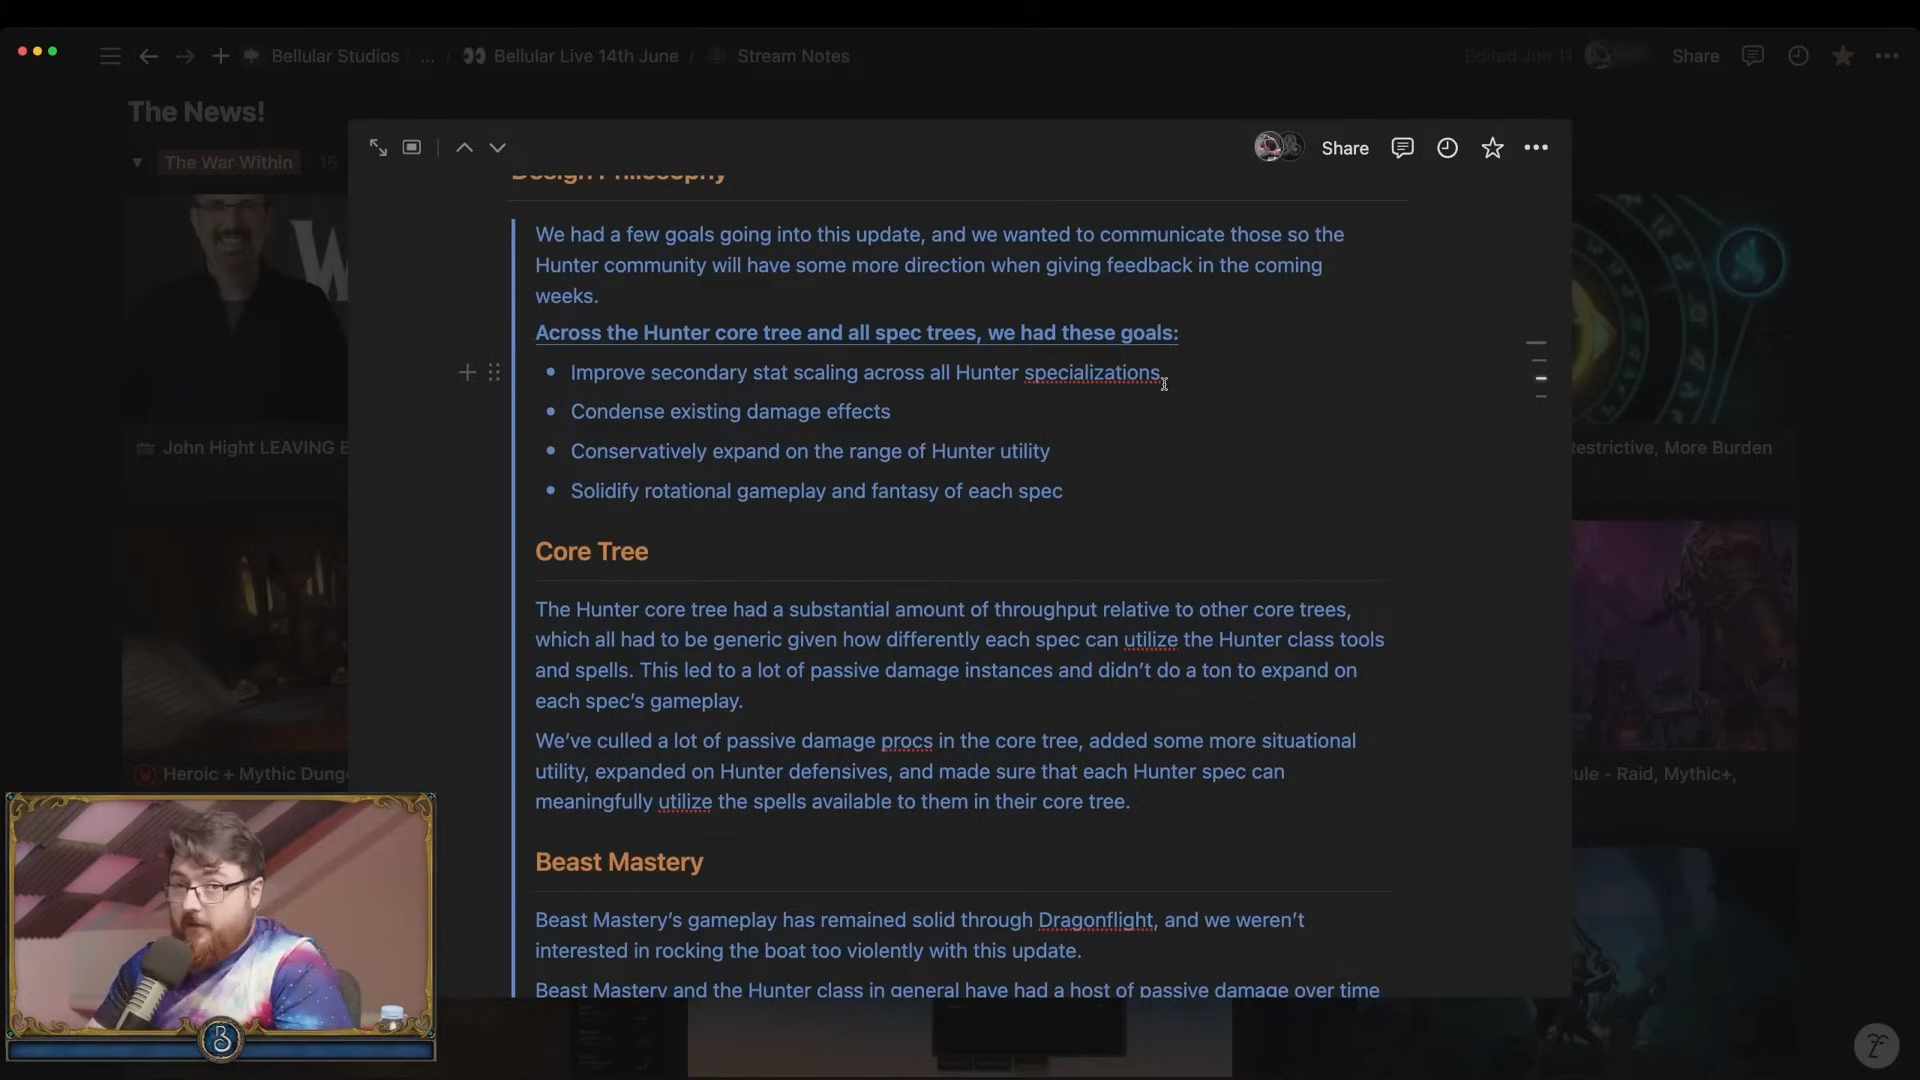 Bellular Studios / ... / 👀 Bellular Live 14th June / Stream Notes
Edited Jun 11
Share
The News!
The War Within 15
Share
Design Philosophy
We had a few goals going into this update, and we wanted to communicate those so the
Hunter community will have some more direction when giving feedback in the coming
weeks.
Across the Hunter core tree and all spec trees, we had these goals:
• Improve secondary stat scaling across all Hunter specializations.
• Condense existing damage effects
• Conservatively expand on the range of Hunter utility
• Solidify rotational gameplay and fantasy of each spec
Core Tree
The Hunter core tree had a substantial amount of throughput relative to other core trees,
which all had to be generic given how differently each spec can utilize the Hunter class tools
and spells. This led to a lot of passive damage instances and didn’t do a ton to expand on
each spec’s gameplay.
We’ve culled a lot of passive damage procs in the core tree, added some more situational
utility, expanded on Hunter defensives, and made sure that each Hunter spec can
meaningfully utilize the spells available to them in their core tree.
Beast Mastery
Beast Mastery’s gameplay has remained solid through Dragonflight, and we weren’t
interested in rocking the boat too violently with this update.
Beast Mastery and the Hunter class in general have had a host of passive damage over time
W
John Hight LEAVING
Restrictive, More Burden
Heroic + Mythic
ule - Raid, Mythic+,
B